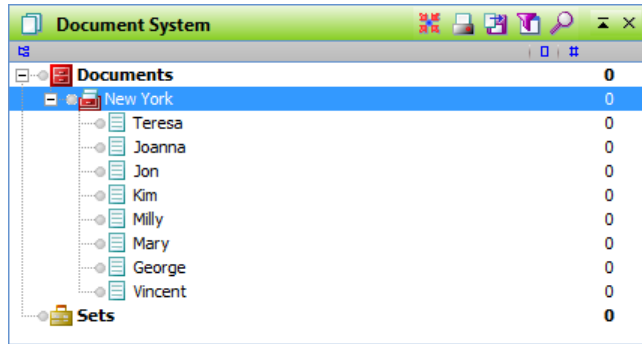 Document System
#
Documents 0
New York 0
Teresa 0
Joanna 0
Jon 0
Kim 0
Milly 0
Mary 0
George 0
Vincent 0
Sets 0